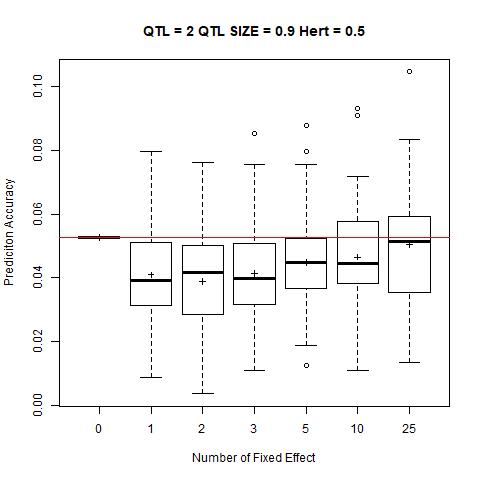 QTL = 2 QTL SIZE = 0.9 Hert = 0.5
Prediciton Accuracy
0.10
0.08
0.06
0.04
0.02
0.00
0 1 2 3 5 10 25
Number of Fixed Effect